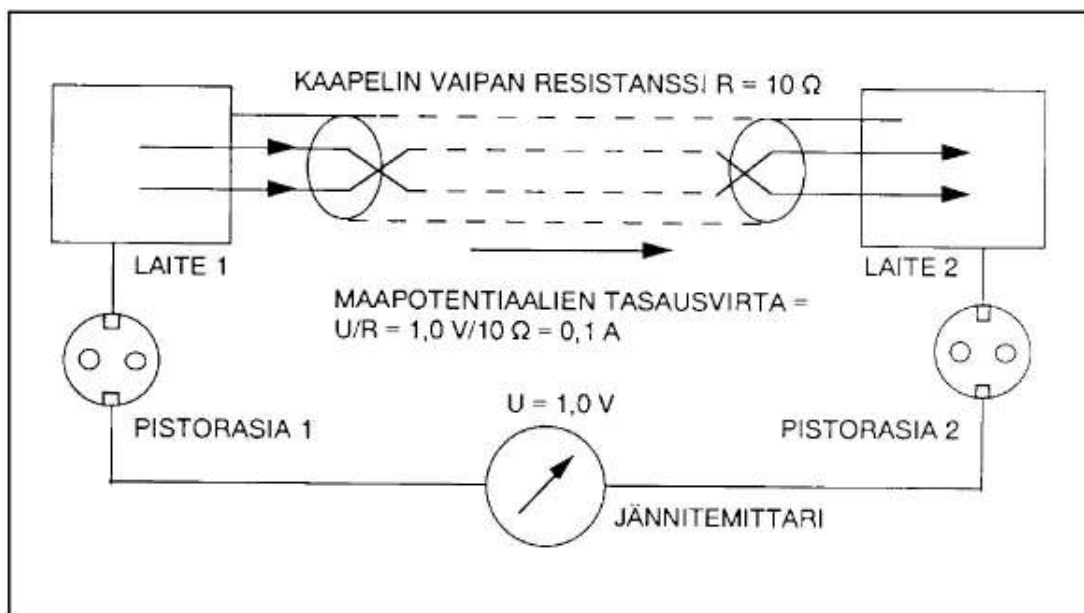 KAAPELIN VAIPAN RESISTANSSI R = 10 Ω
LAITE 1
LAITE 2
MAAPOTENTIAALIEN TASAUSVIRTA =
U/R = 1,0 V/10 Ω = 0,1 A
U = 1,0 V
PISTORASIA 1
PISTORASIA 2
JÄNNITEMITTARI